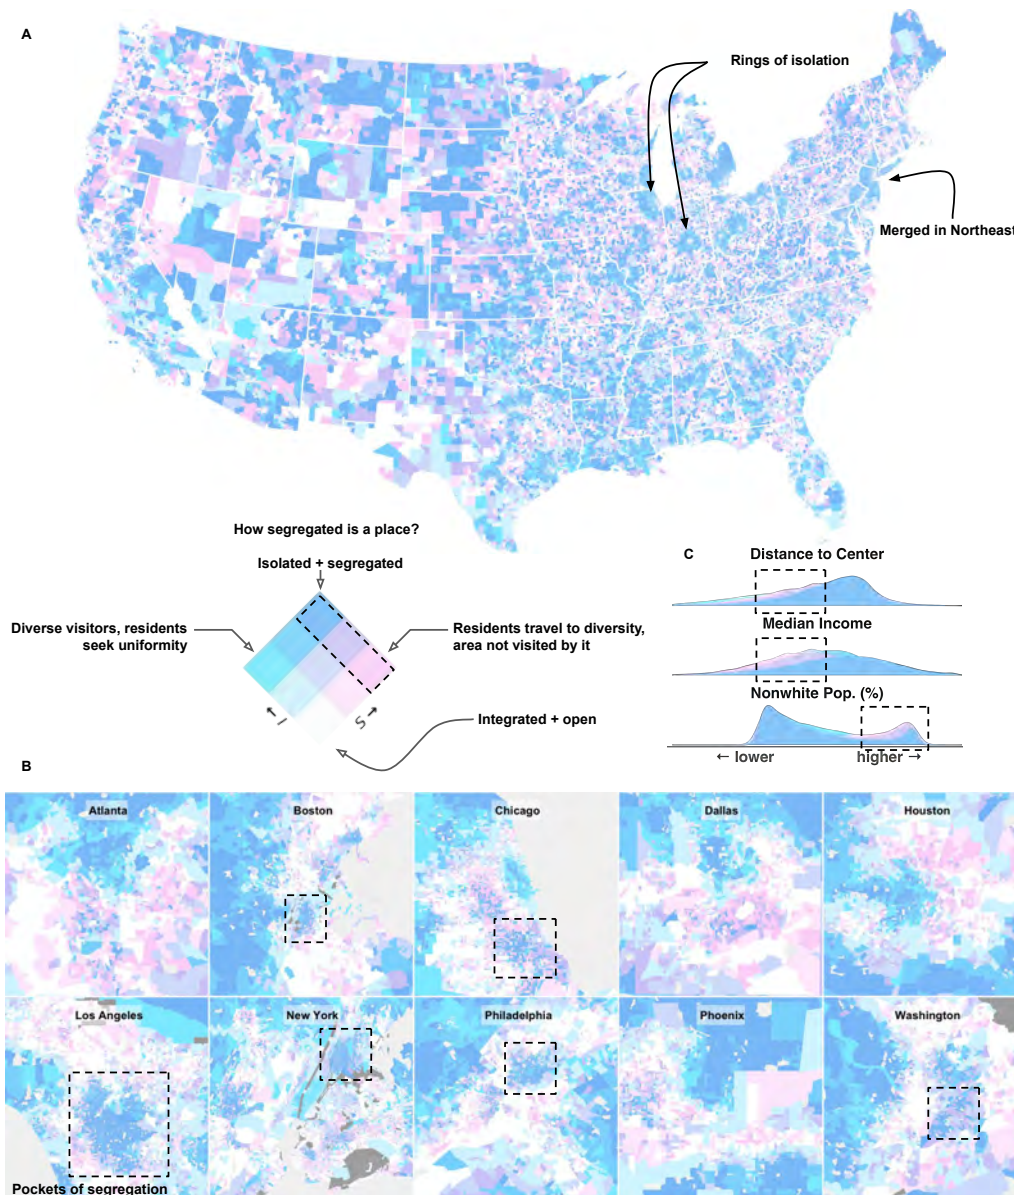 A
Rings of isolation
Merged in Northeast
How segregated is a place?
Isolated + segregated
Diverse visitors, residents
seek uniformity
Residents travel to diversity,
area not visited by it
← I
S →
Integrated + open
C
Distance to Center
Median Income
Nonwhite Pop. (%)
← lower
higher →
B
Atlanta
Boston
Chicago
Dallas
Houston
Los Angeles
New York
Philadelphia
Phoenix
Washington
Pockets of segregation